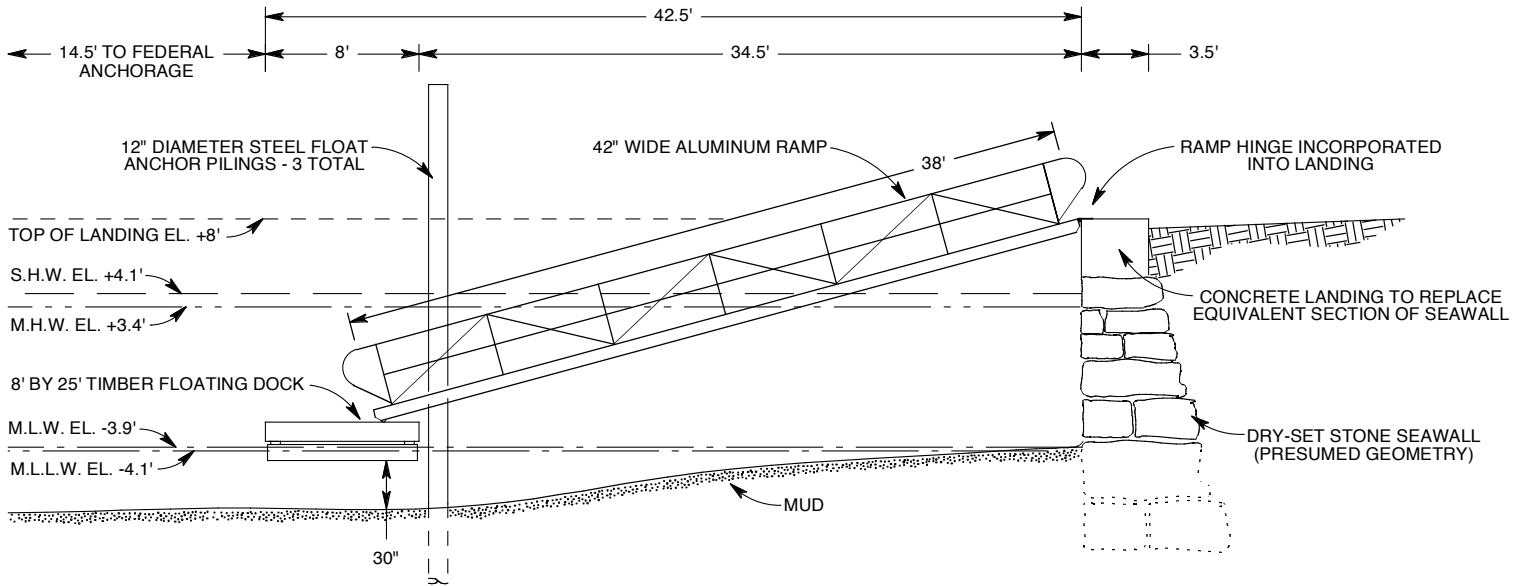 42.5'
14.5' TO FEDERAL
ANCHORAGE
8'
34.5'
3.5'
12" DIAMETER STEEL FLOAT
ANCHOR PILINGS - 3 TOTAL
42" WIDE ALUMINUM RAMP
38'
RAMP HINGE INCORPORATED
INTO LANDING
TOP OF LANDING EL. +8'
S.H.W. EL. +4.1'
M.H.W. EL. +3.4'
CONCRETE LANDING TO REPLACE
EQUIVALENT SECTION OF SEAWALL
8' BY 25' TIMBER FLOATING DOCK
M.L.W. EL. -3.9'
M.L.L.W. EL. -4.1'
DRY-SET STONE SEAWALL
(PRESUMED GEOMETRY)
MUD
30"